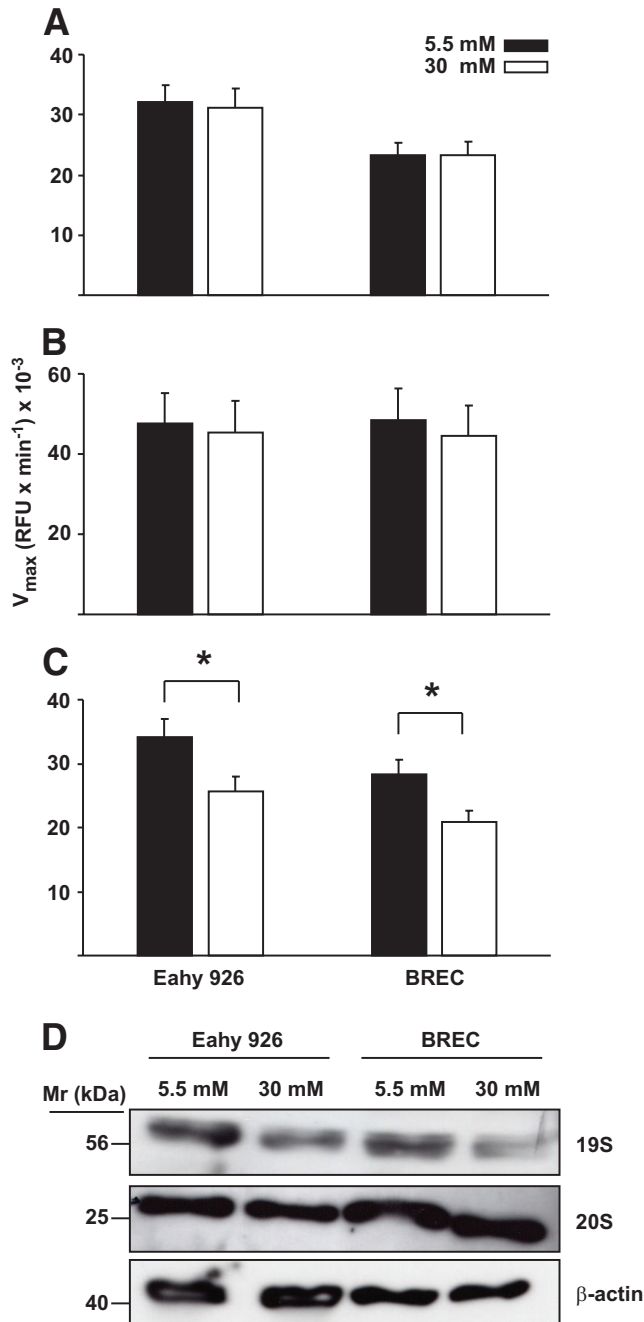 A
5.5 mM
30 mM
40
30
20
10
B
60
40
20
Vmax (RFU x min-1) x 10-3
C
*
*
40
30
20
10
Eahy 926 BREC
D
Eahy 926 BREC
Mr (kDa) 5.5 mM 30 mM 5.5 mM 30 mM
56 19S
25 20S
40 β-actin